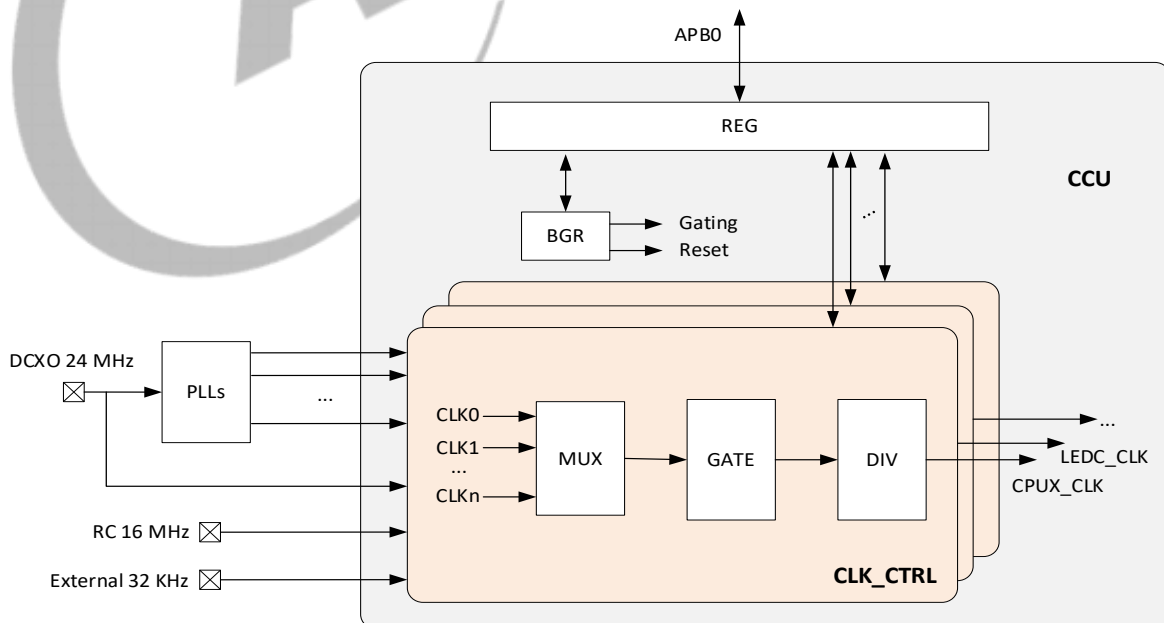 APB0
REG
CCU
...
BGR
Gating
Reset
DCXO 24 MHz
PLLs
...
CLK0
CLK1
...
CLKn
MUX
GATE
DIV
...
LEDC_CLK
CPUX_CLK
RC 16 MHz
External 32 KHz
CLK_CTRL